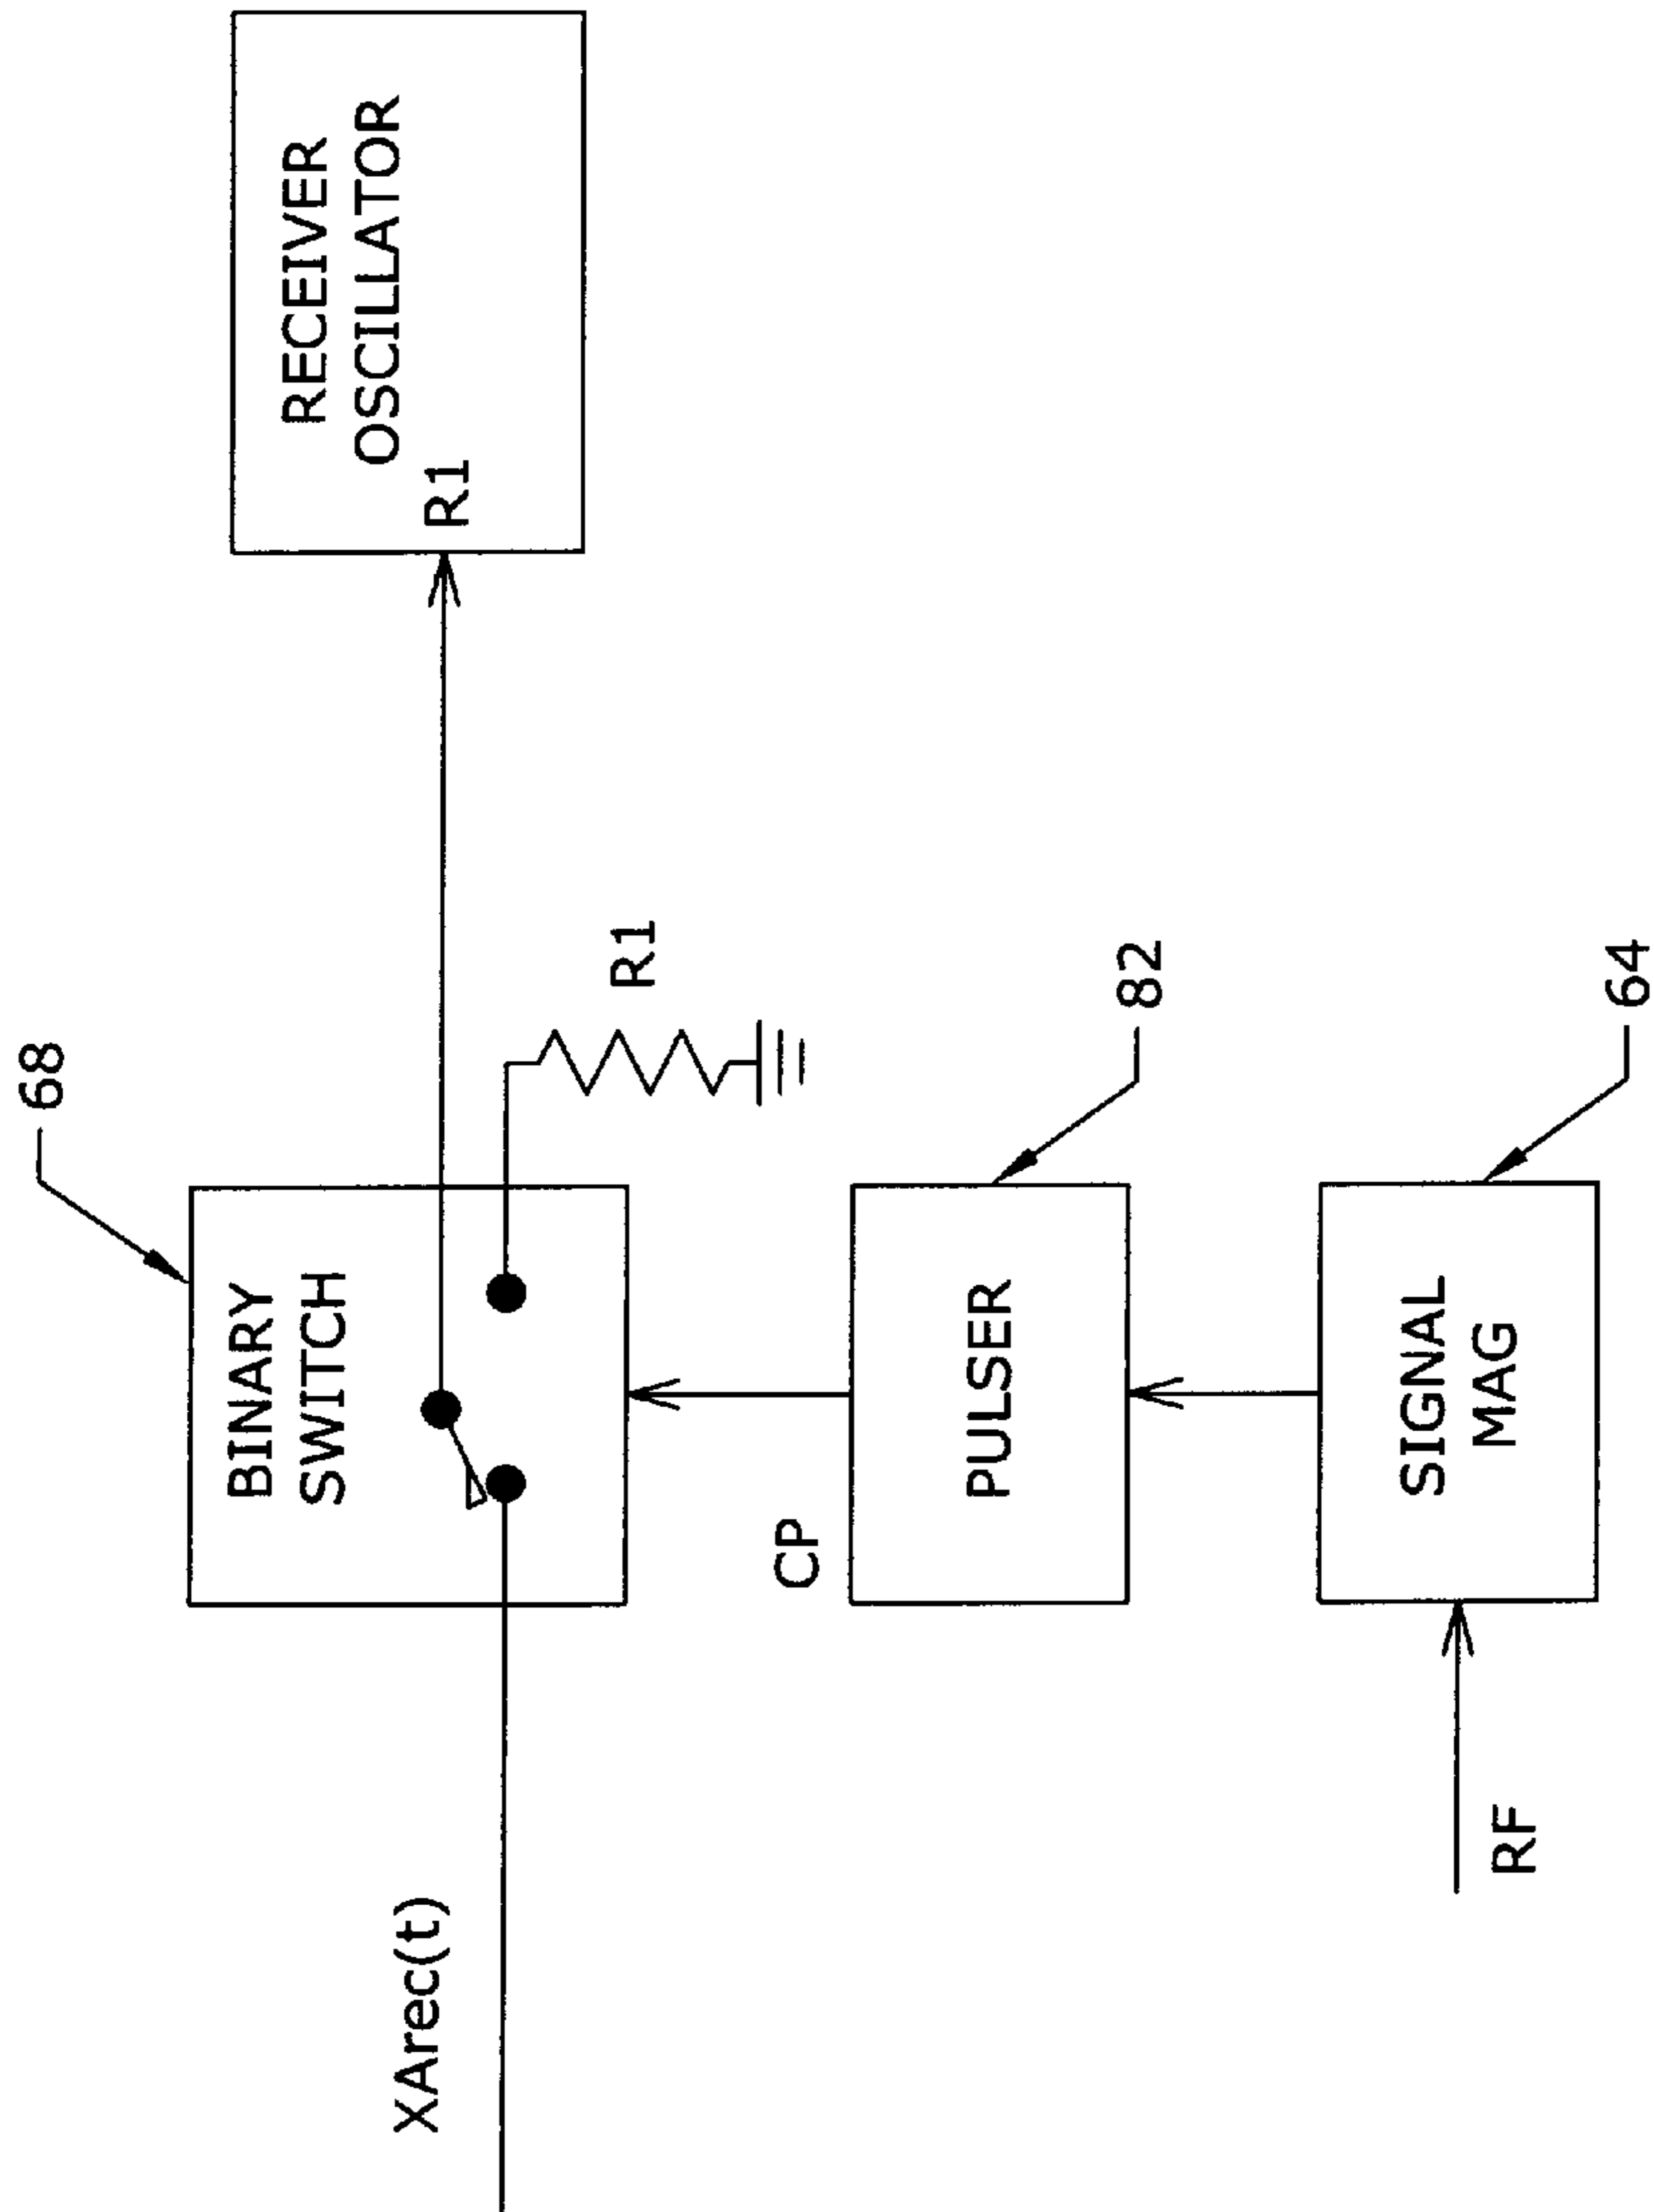 68
BINARY
SWITCH
RECEIVER
OSCILLATOR
R1
XArec(t)
R1
CP
PULSER
82
SIGNAL
MAG
64
RF